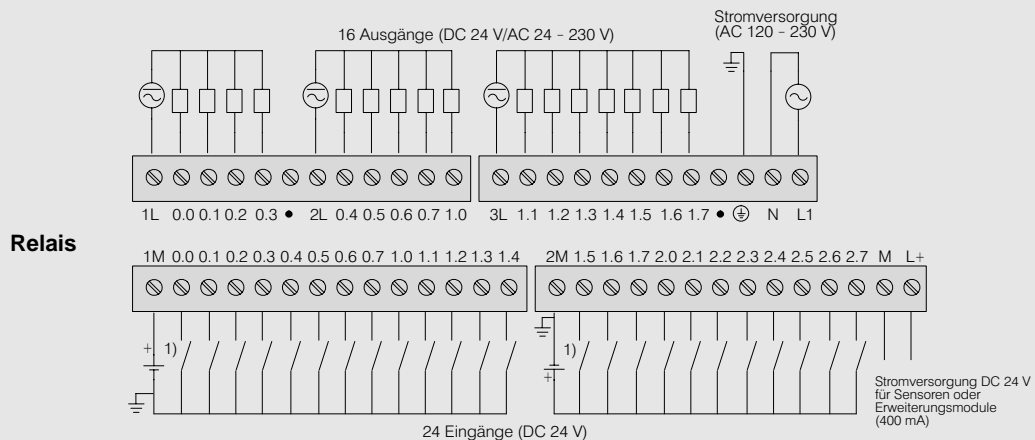 16 Ausgänge (DC 24 V/AC 24 - 230 V)
Stromversorgung
(AC 120 - 230 V)
1L 0.0 0.1 0.2 0.3 • 2L 0.4 0.5 0.6 0.7 1.0
3L 1.1 1.2 1.3 1.4 1.5 1.6 1.7 • N L1
Relais
1M 0.0 0.1 0.2 0.3 0.4 0.5 0.6 0.7 1.0 1.1 1.2 1.3 1.4
2M 1.5 1.6 1.7 2.0 2.1 2.2 2.3 2.4 2.5 2.6 2.7 M L+
+ 1)
1)
+
Stromversorgung DC 24 V
für Sensoren oder
Erweiterungsmodule
(400 mA)
24 Eingänge (DC 24 V)